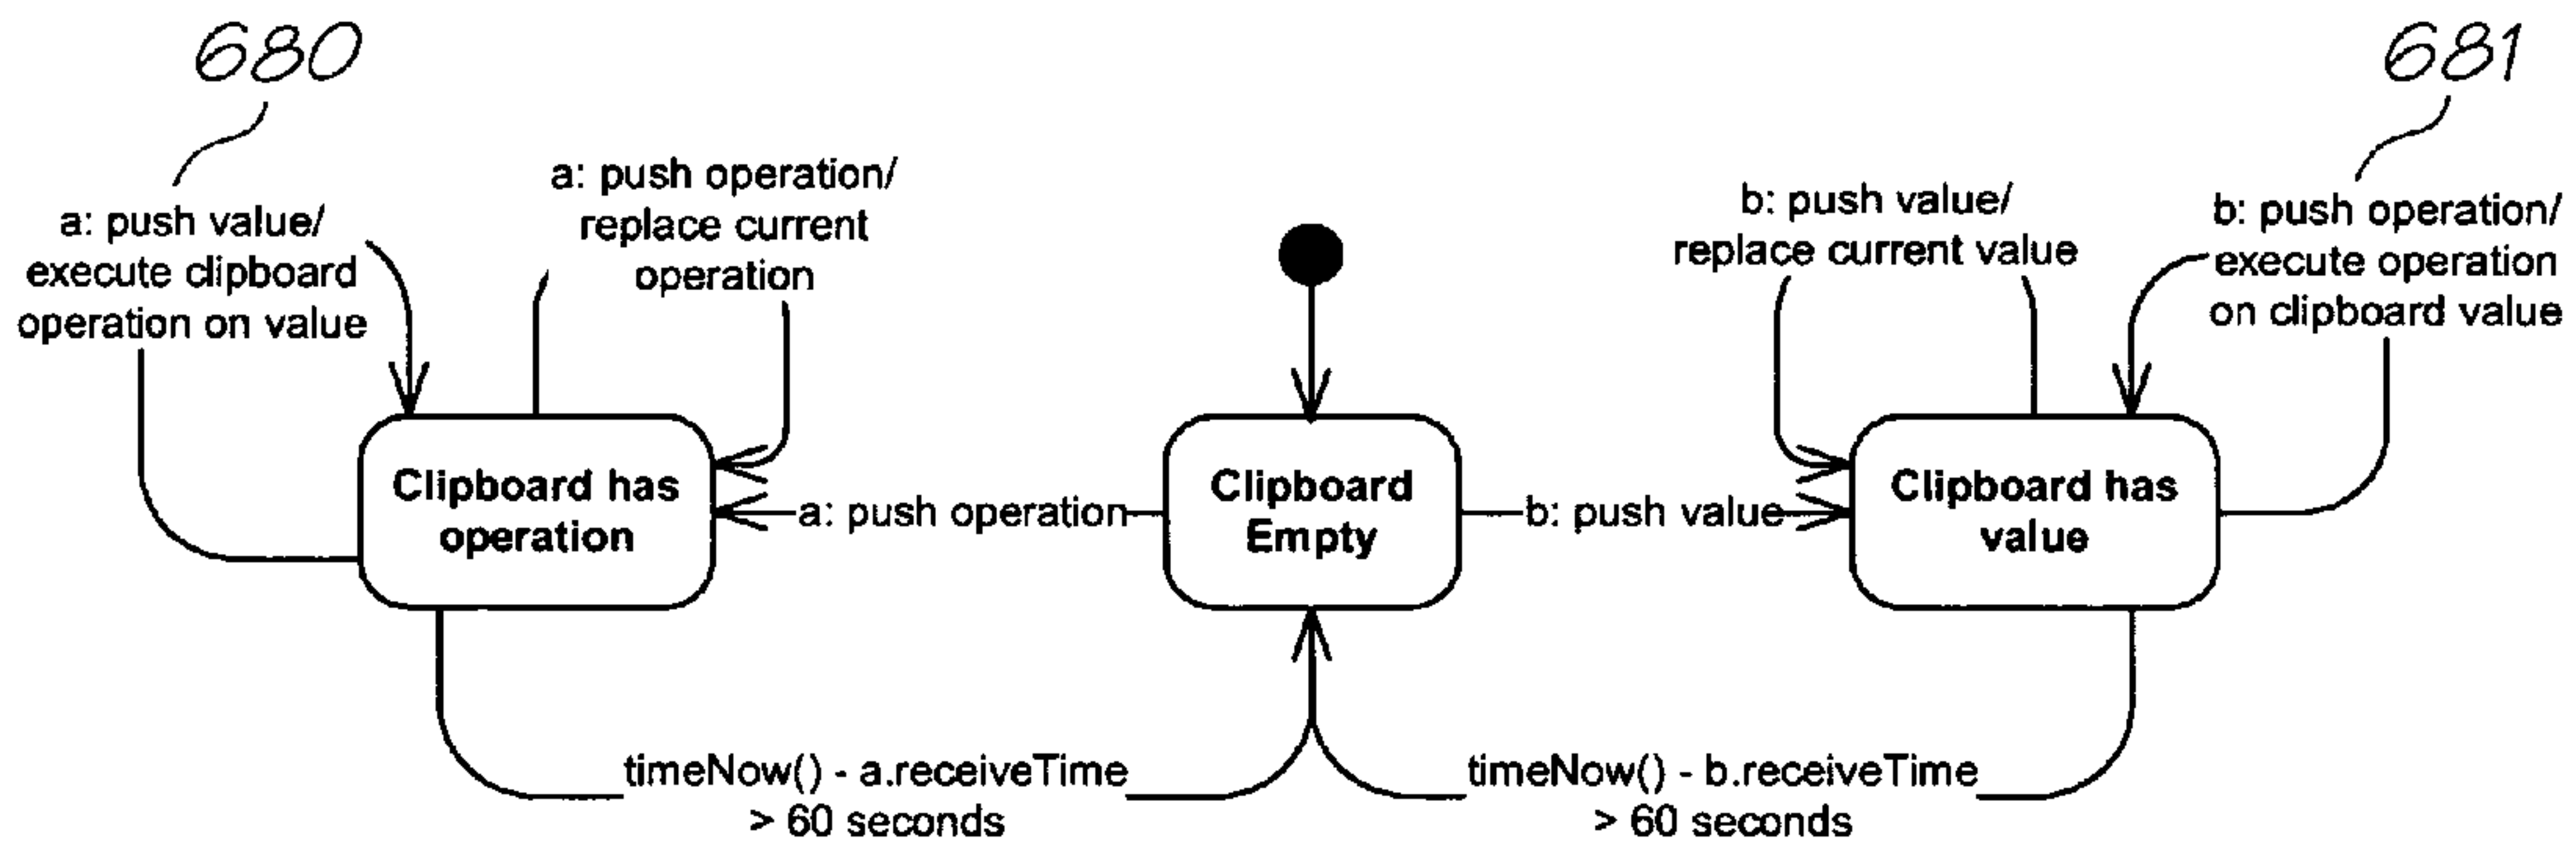 680
681
a: push value/
execute clipboard
operation on value
a: push operation/
replace current
operation
b: push value/
replace current value
b: push operation/
execute operation
on clipboard value
Clipboard has
operation
a: push operation
Clipboard
Empty
b: push value
Clipboard has
value
timeNow() - a.receiveTime
> 60 seconds
timeNow() - b.receiveTime
> 60 seconds